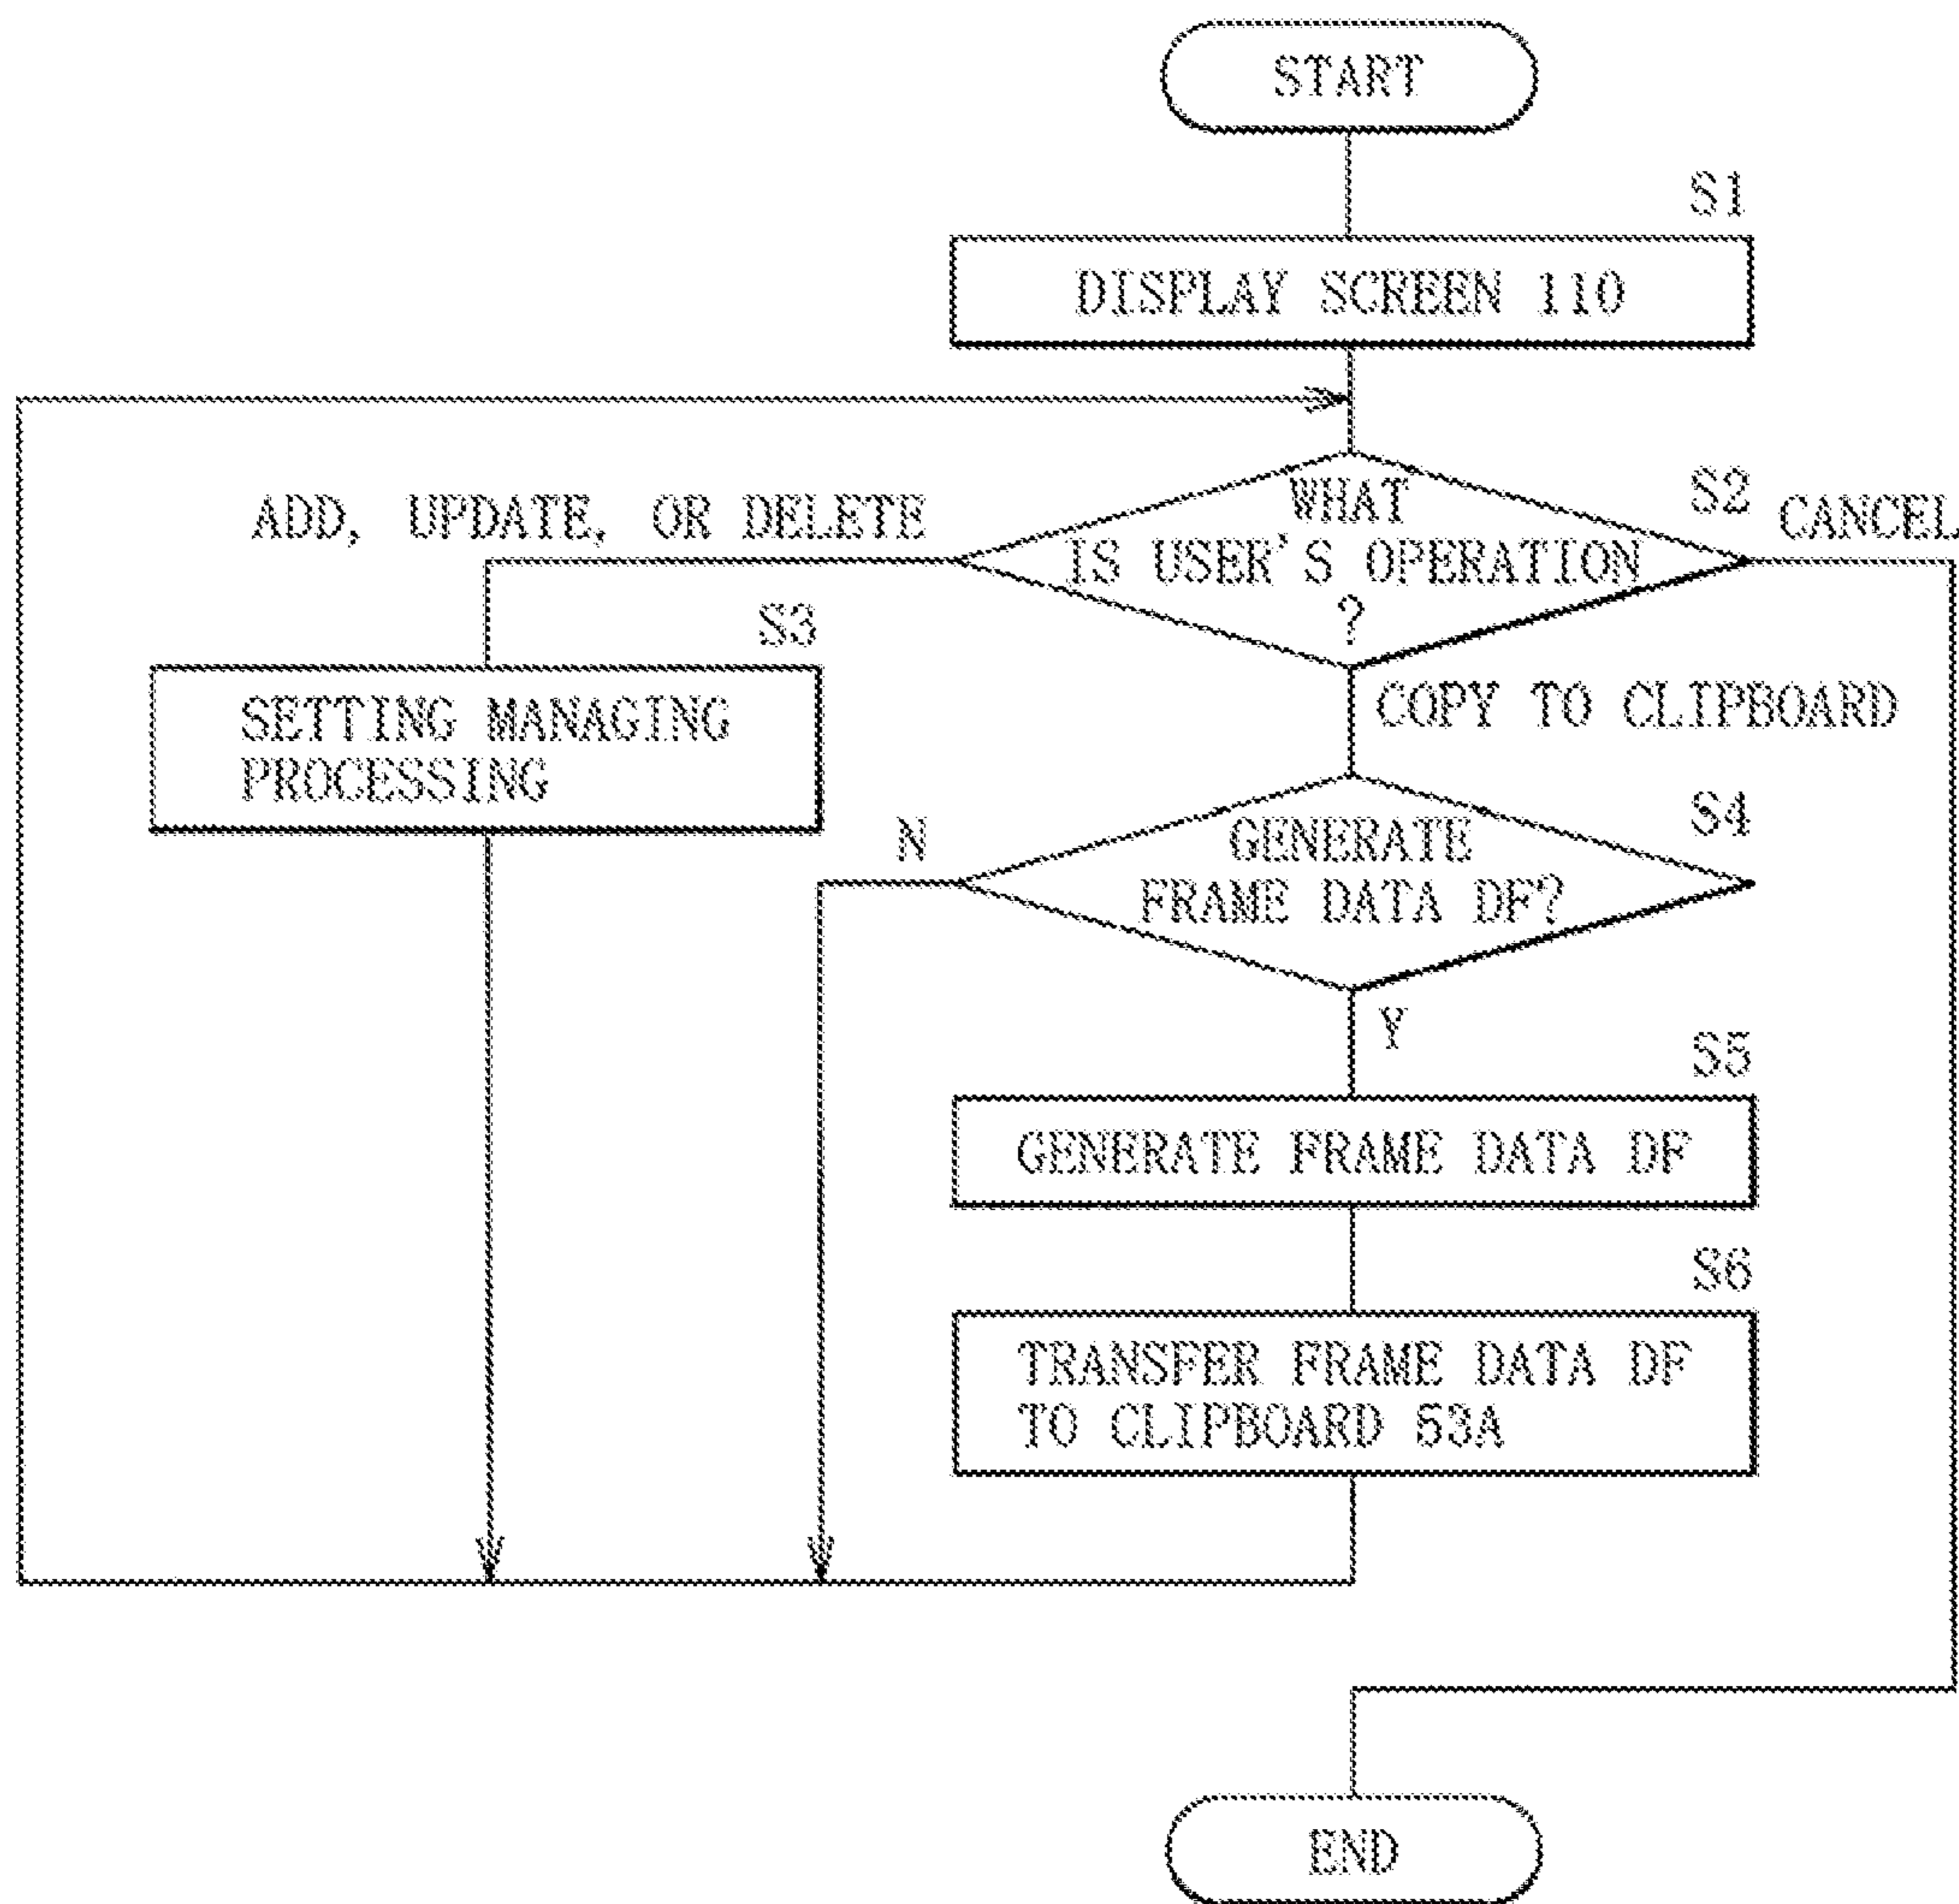 START
S1
DISPLAY SCREEN 110
S2
CANCEL
ADD, UPDATE, OR DELETE
WHAT
IS USER'S OPERATION
?
S3
SETTING MANAGING
PROCESSING
COPY TO CLIPBOARD
S4
N
GENERATE
FRAME DATA DF?
Y
S5
GENERATE FRAME DATA DF
S6
TRANSFER FRAME DATA DF
TO CLIPBOARD 53A
END